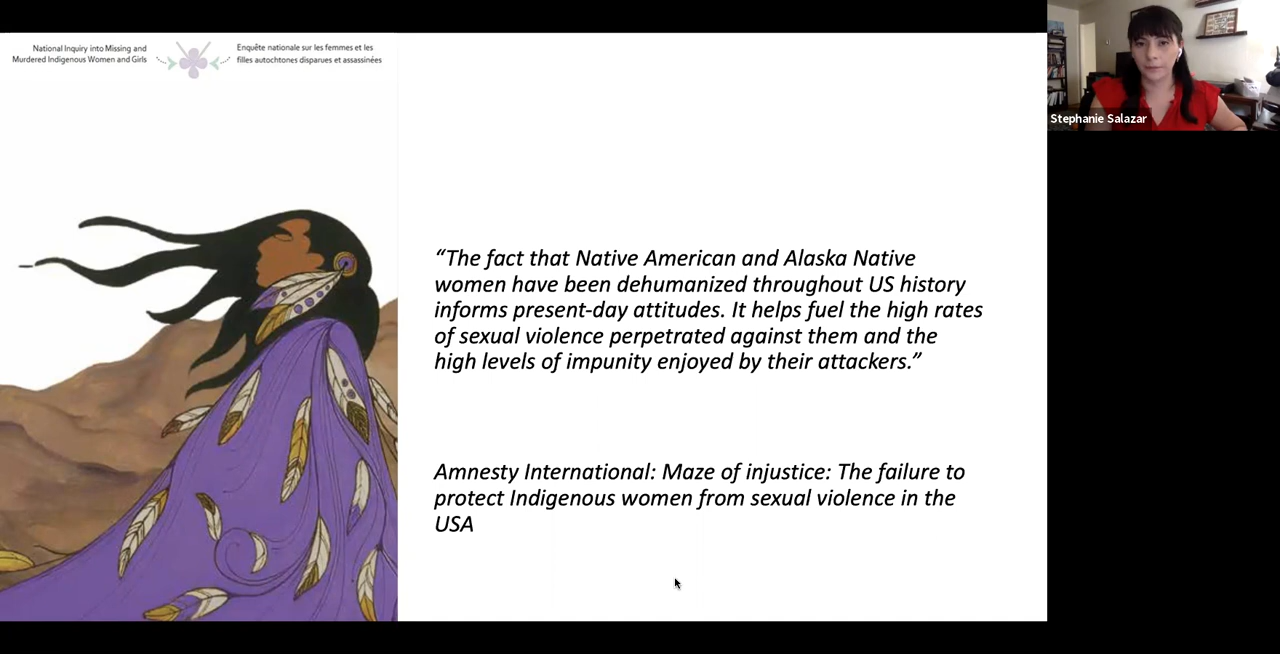 National Inquiry into Missing and
Murdered Indigenous Women and Girls
Enquête nationale sur les femmes et les
filles autochtones disparues et assassinées
Stephanie Salazar
“The fact that Native American and Alaska Native
women have been dehumanized throughout US history
informs present-day attitudes. It helps fuel the high rates
of sexual violence perpetrated against them and the
high levels of impunity enjoyed by their attackers.”
Amnesty International: Maze of injustice: The failure to
protect Indigenous women from sexual violence in the
USA